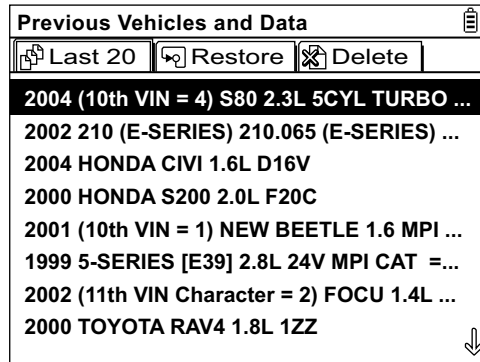 Previous Vehicles and Data
Last 20 Restore Delete
2004 (10th VIN = 4) S80 2.3L 5CYL TURBO ...
2002 210 (E-SERIES) 210.065 (E-SERIES) ...
2004 HONDA CIVI 1.6L D16V
2000 HONDA S200 2.0L F20C
2001 (10th VIN = 1) NEW BEETLE 1.6 MPI ...
1999 5-SERIES [E39] 2.8L 24V MPI CAT =...
2002 (11th VIN Character = 2) FOCU 1.4L ...
2000 TOYOTA RAV4 1.8L 1ZZ